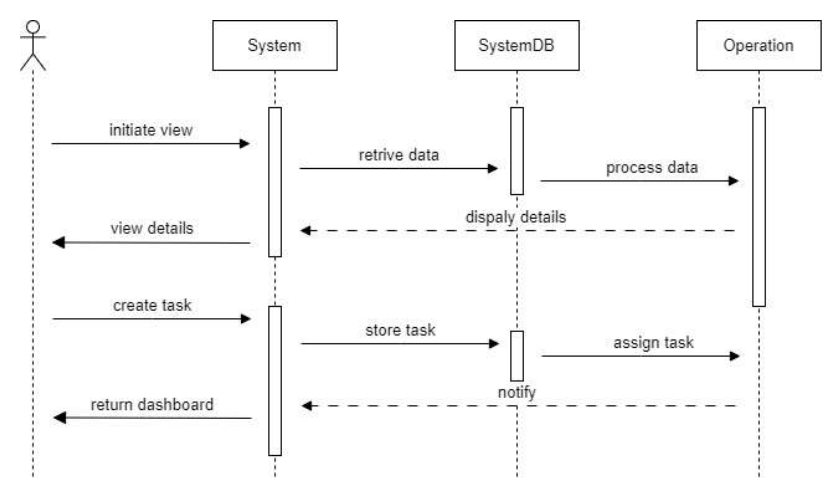 System
SystemDB
Operation
initiate view
retrive data
process data
dispaly details
view details
create task
store task
assign task
notify
return dashboard